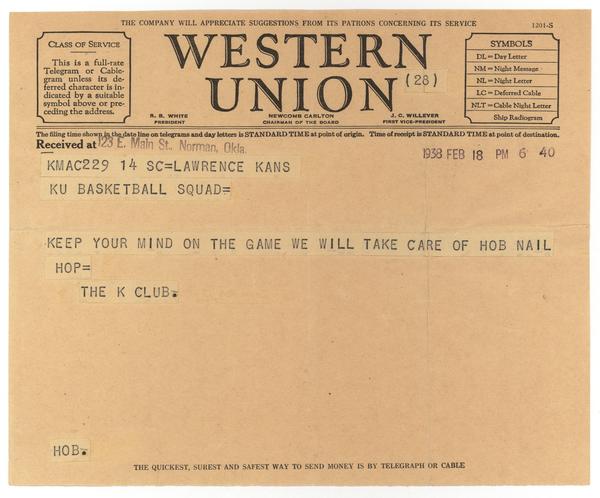 THE COMPANY WILL APPRECIATE SUGGESTIONS FROM ITS PATRONS CONCERNING ITS SERVICE
1201-S
CLASS OF SERVICE
This is a full-rate
Telegram or Cable-
gram unless its de-
ferred character is
indicated by a suitable
symbol above or pre-
ceding the address.
WESTERN
UNION
(28)
R. B. WHITE
PRESIDENT
NEWCOMB CARLTON
CHAIRMAN OF THE BOARD
J. C. WILLEVER
FIRST VICE-PRESIDENT
SYMBOLS
DL = Day Letter
NM = Night Message
NL = Night Letter
LC = Deferred Cable
NLT = Cable Night Letter
Ship Radiogram
The filing time shown in the date line on telegrams and day letters is STANDARD TIME at point of origin. Time of receipt is STANDARD TIME at point of destination.
Received at 123 E. Main St., Norman, Okla.
1938 FEB 18 PM 6 40
KMAC229 14 SC=LAWRENCE KANS
KU BASKETBALL SQUAD=
KEEP YOUR MIND ON THE GAME WE WILL TAKE CARE OF HOB NAIL
HOP=
THE K CLUB.
HOB.
THE QUICKEST, SUREST AND SAFEST WAY TO SEND MONEY IS BY TELEGRAPH OR CABLE